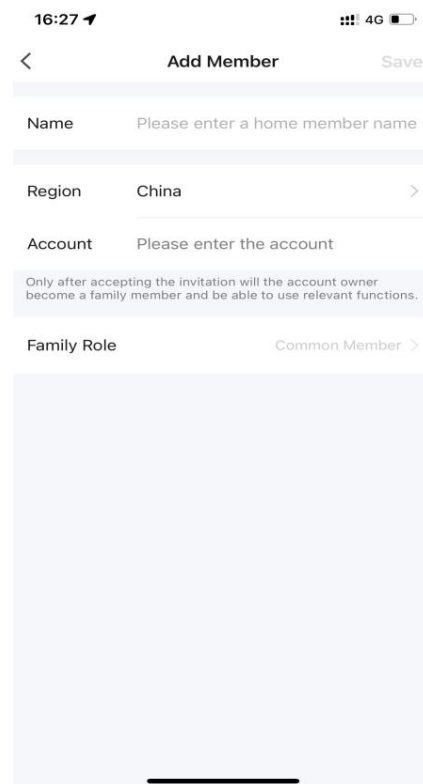 16:27 4G
Add Member Save
Name Please enter a home member name
Region China
Account Please enter the account
Only after accepting the invitation will the account owner
become a family member and be able to use relevant functions.
Family Role Common Member